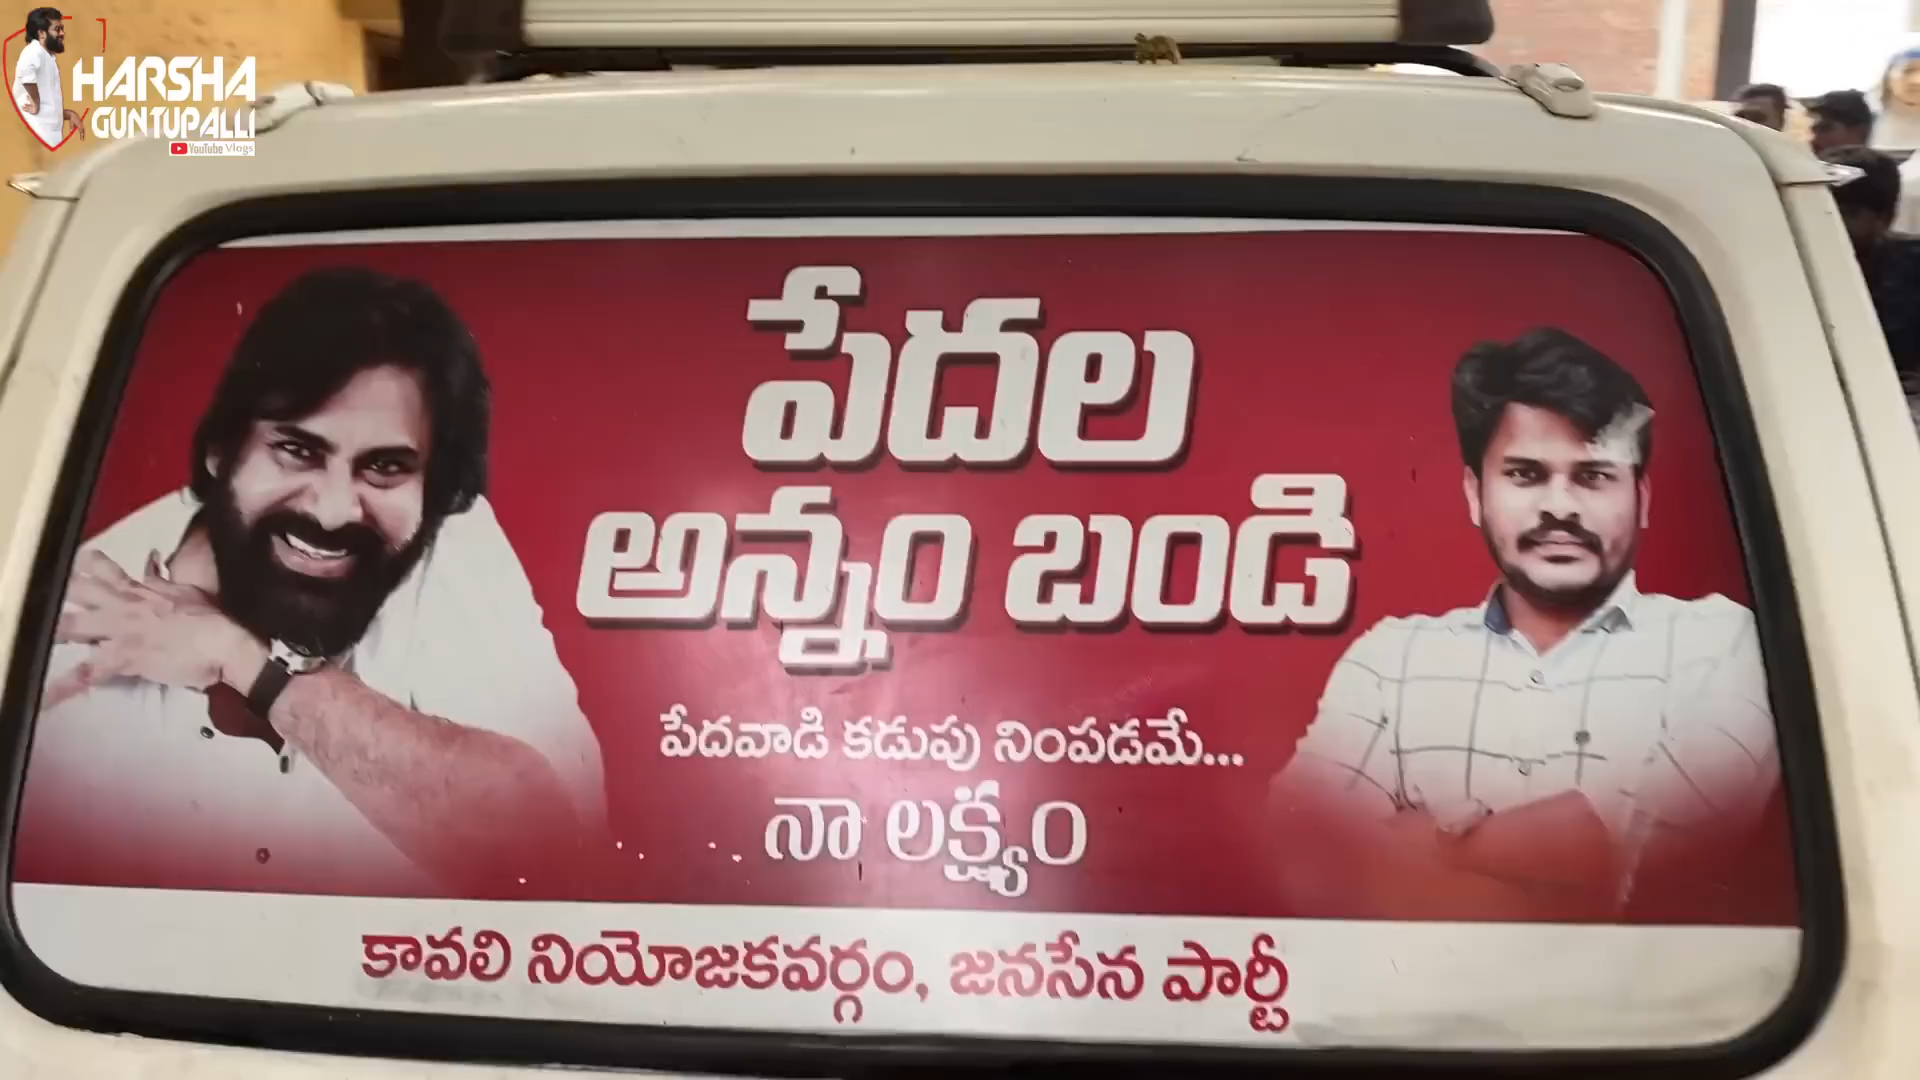 HARSHA
GUNTUPALLI
YouTube Vlogs
పేదల
అన్నం బండి
పేదవాడి కడుపు నింపడమే...
నా లక్ష్యం
కావలి నియోజకవర్గం, జనసేన పార్టీ